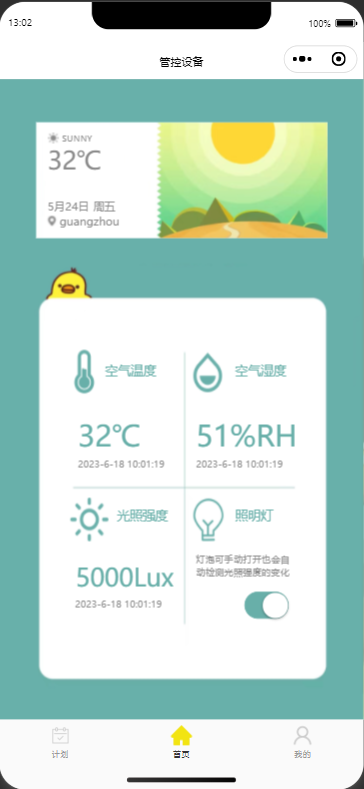 13:02
100%
管控设备
SUNNY
32℃
5月24日 周五
guangzhou
空气温度
32℃
2023-6-18 10:01:19
空气湿度
51%RH
2023-6-18 10:01:19
光照强度
5000Lux
2023-6-18 10:01:19
照明灯
灯泡可手动打开也会自
动检测光照强度的变化
计划
首页
我的